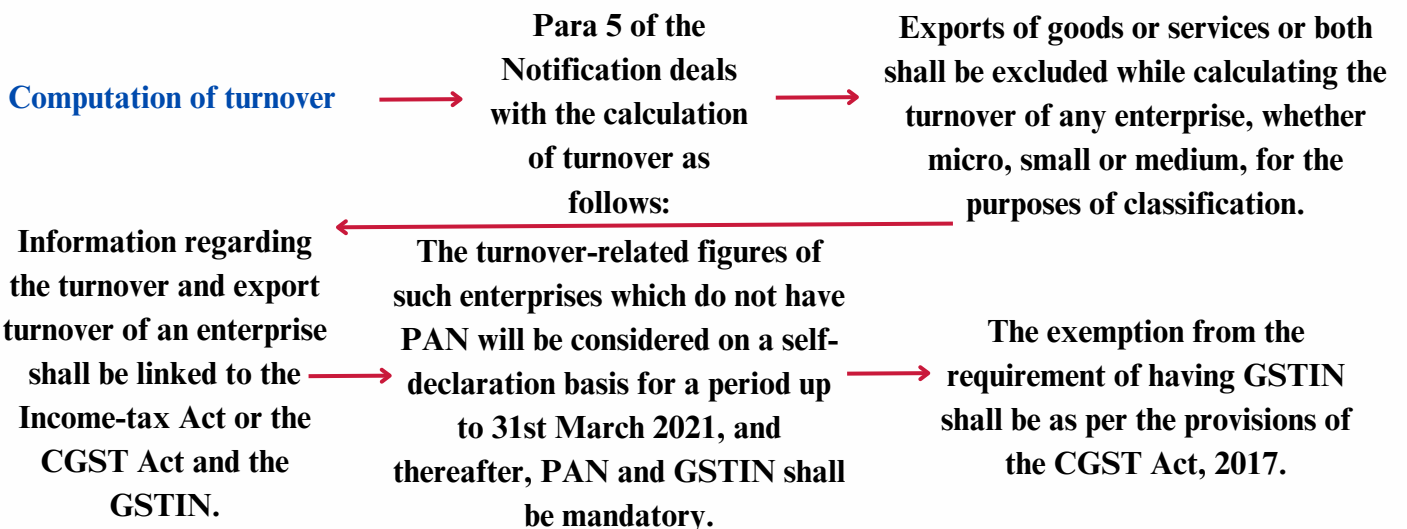 Computation of turnover
Para 5 of the
Notification deals
with the calculation
of turnover as
follows:
Exports of goods or services or both
shall be excluded while calculating the
turnover of any enterprise, whether
micro, small or medium, for the
purposes of classification.
Information regarding
the turnover and export
turnover of an enterprise
shall be linked to the
Income-tax Act or the
CGST Act and the
GSTIN.
The turnover-related figures of
such enterprises which do not have
PAN will be considered on a self-
declaration basis for a period up
to 31st March 2021, and
thereafter, PAN and GSTIN shall
be mandatory.
The exemption from the
requirement of having GSTIN
shall be as per the provisions of
the CGST Act, 2017.